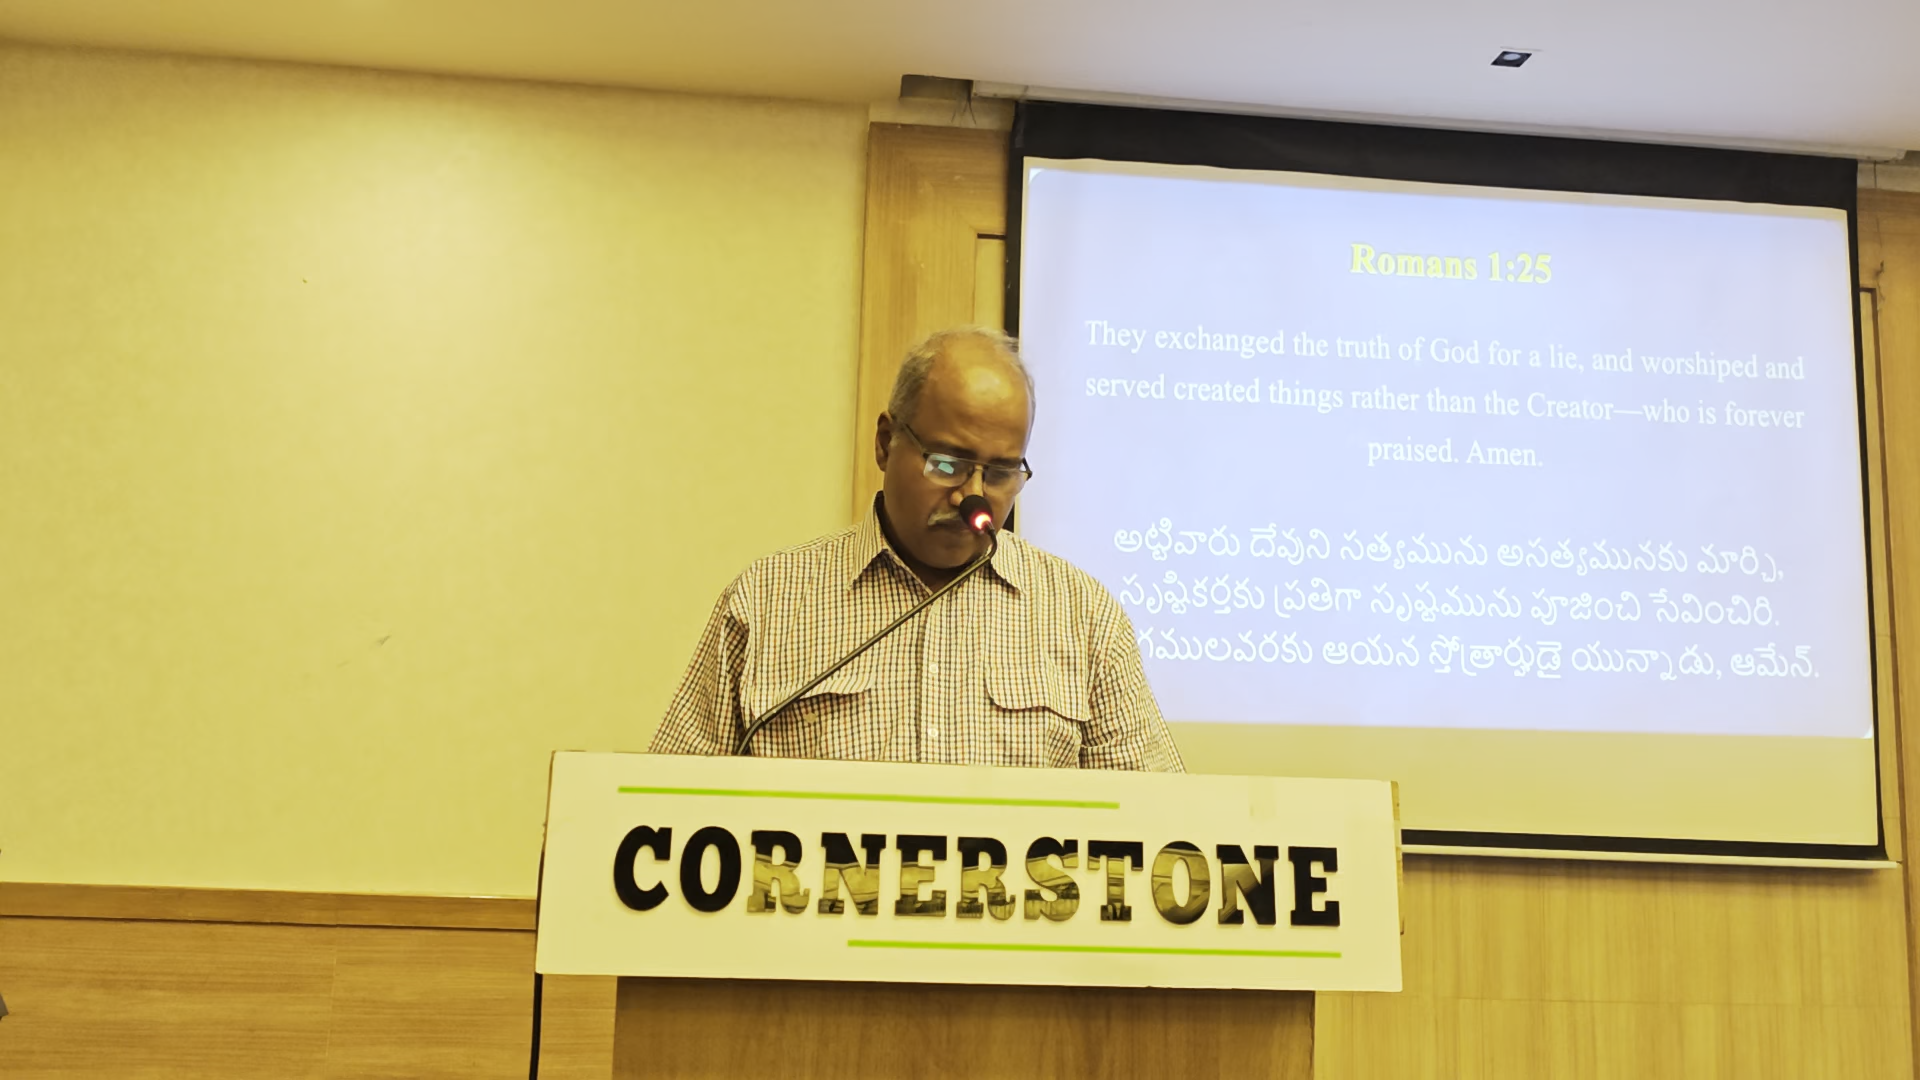 Romans 1:25
They exchanged the truth of God for a lie, and worshiped and
served created things rather than the Creator—who is forever
praised. Amen.
అట్టివారు దేవుని సత్యమును అసత్యమునకు మార్చి,
సృష్టికర్తకు ప్రతిగా సృష్టమును పూజించి సేవించిరి.
ఆయన స్తోత్రార్హుడై యున్నాడు, ఆమేన్.
CORNERSTONE